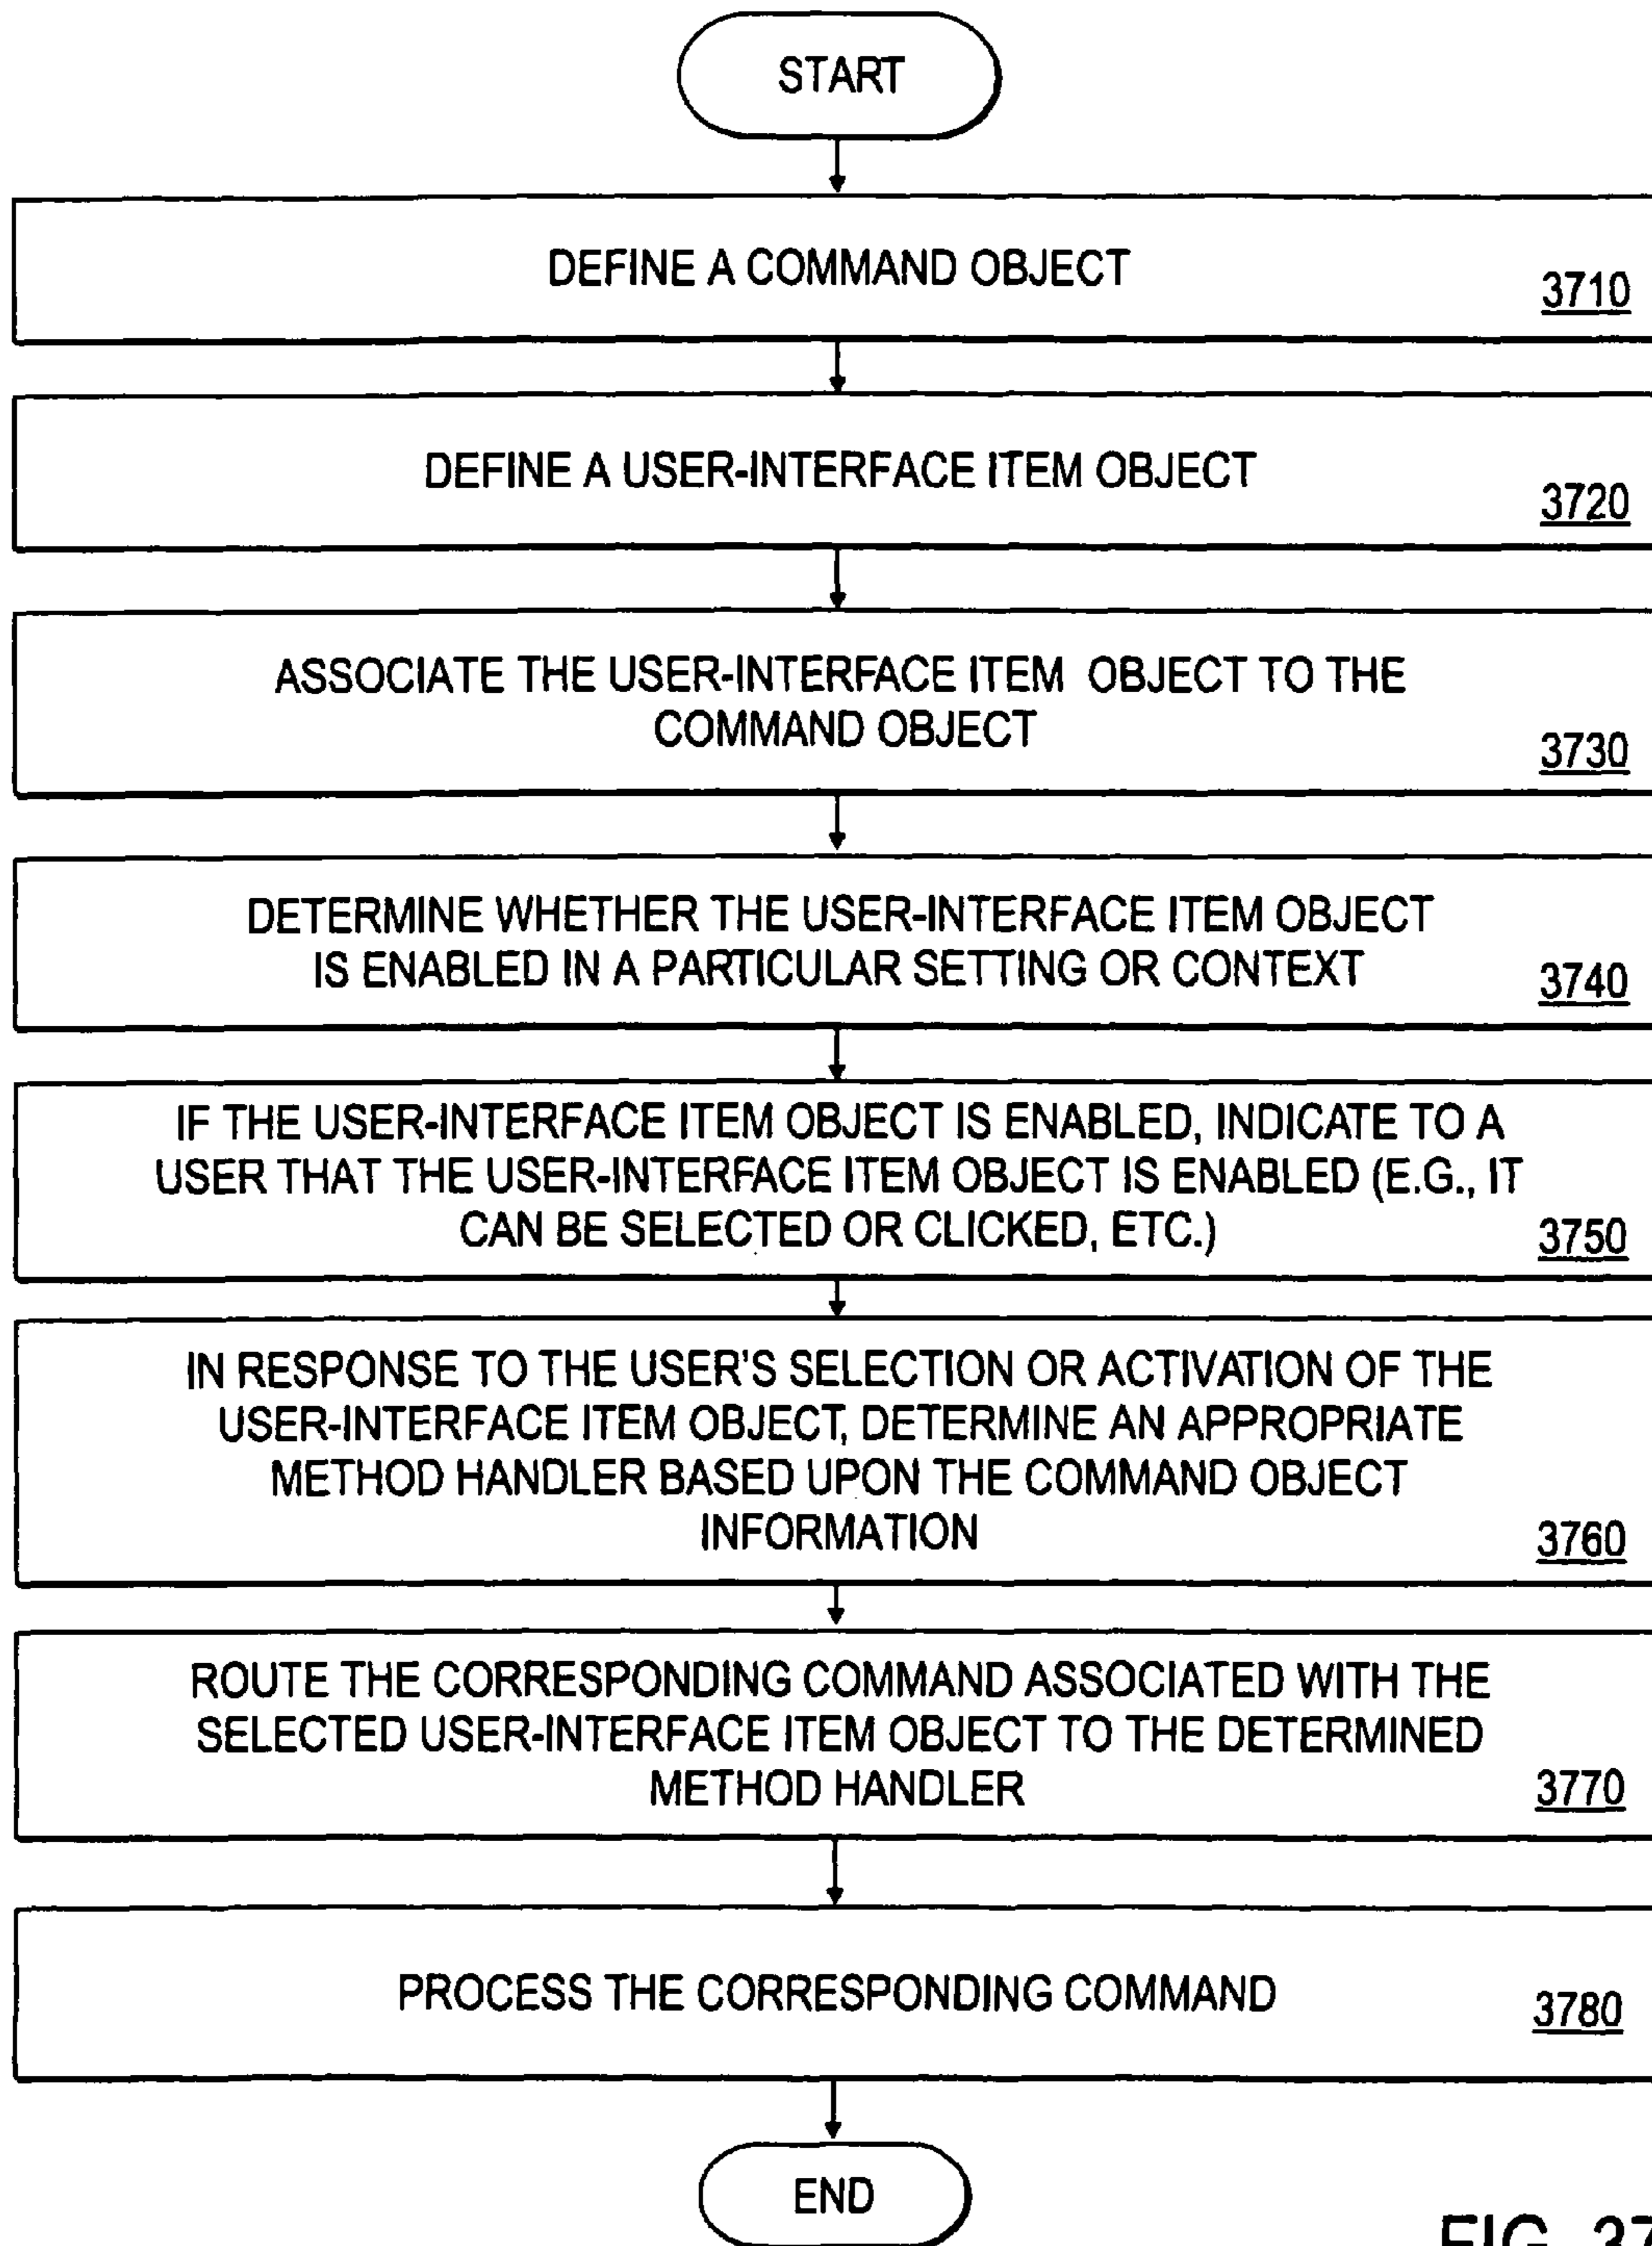 START
DEFINE A COMMAND OBJECT
3710
DEFINE A USER-INTERFACE ITEM OBJECT
3720
ASSOCIATE THE USER-INTERFACE ITEM OBJECT TO THE
COMMAND OBJECT
3730
DETERMINE WHETHER THE USER-INTERFACE ITEM OBJECT
IS ENABLED IN A PARTICULAR SETTING OR CONTEXT
3740
IF THE USER-INTERFACE ITEM OBJECT IS ENABLED, INDICATE TO A
USER THAT THE USER-INTERFACE ITEM OBJECT IS ENABLED (E.G., IT
CAN BE SELECTED OR CLICKED, ETC.)
3750
IN RESPONSE TO THE USER'S SELECTION OR ACTIVATION OF THE
USER-INTERFACE ITEM OBJECT, DETERMINE AN APPROPRIATE
METHOD HANDLER BASED UPON THE COMMAND OBJECT
INFORMATION
3760
ROUTE THE CORRESPONDING COMMAND ASSOCIATED WITH THE
SELECTED USER-INTERFACE ITEM OBJECT TO THE DETERMINED
METHOD HANDLER
3770
PROCESS THE CORRESPONDING COMMAND
3780
END
FIG. 37